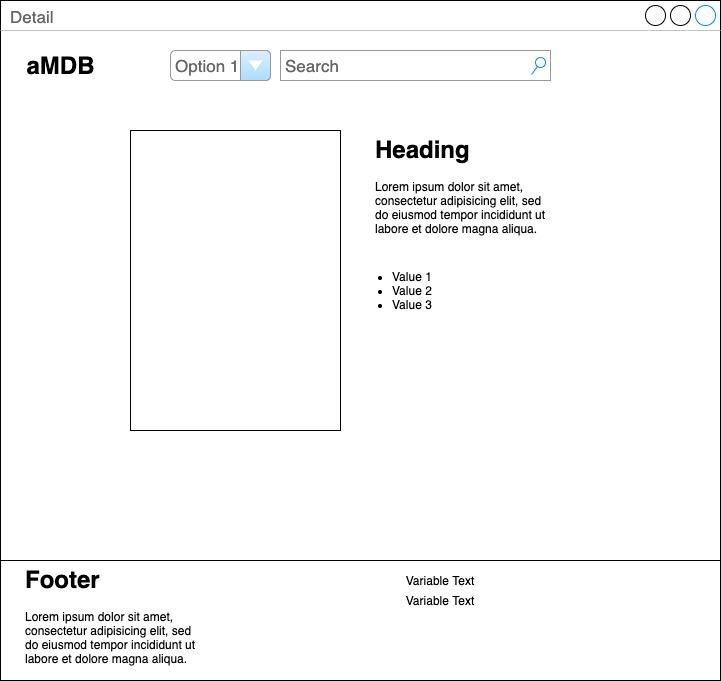 Detail
aMDB
Option 1
Search
Heading
Lorem ipsum dolor sit amet,
consectetur adipisicing elit, sed
do eiusmod tempor incididunt ut
labore et dolore magna aliqua.
Value 1
Value 2
Value 3
Footer
Lorem ipsum dolor sit amet,
consectetur adipisicing elit, sed
do eiusmod tempor incididunt ut
labore et dolore magna aliqua.
Variable Text
Variable Text